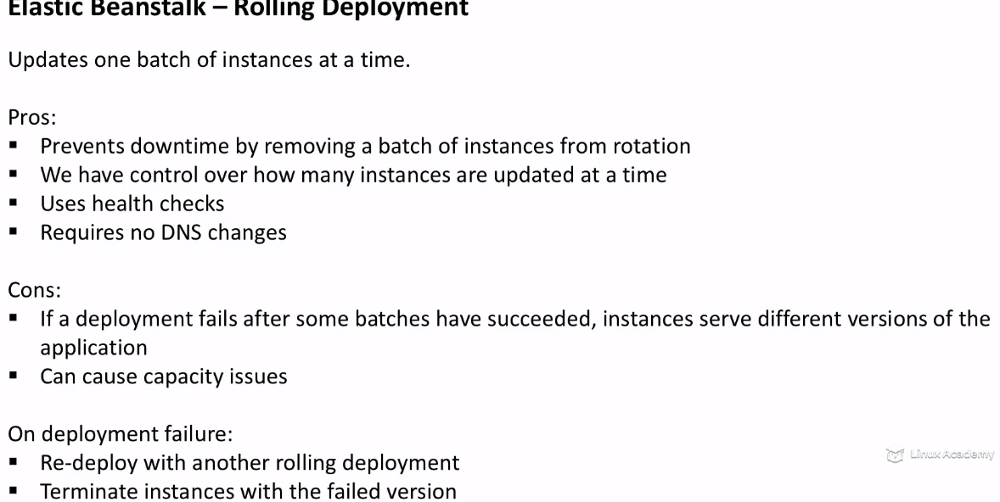 Elastic Beanstalk – Rolling Deployment
Updates one batch of instances at a time.
Pros:
▪ Prevents downtime by removing a batch of instances from rotation
▪ We have control over how many instances are updated at a time
▪ Uses health checks
▪ Requires no DNS changes
Cons:
▪ If a deployment fails after some batches have succeeded, instances serve different versions of the
application
▪ Can cause capacity issues
On deployment failure:
▪ Re-deploy with another rolling deployment
▪ Terminate instances with the failed version
Linux Academy